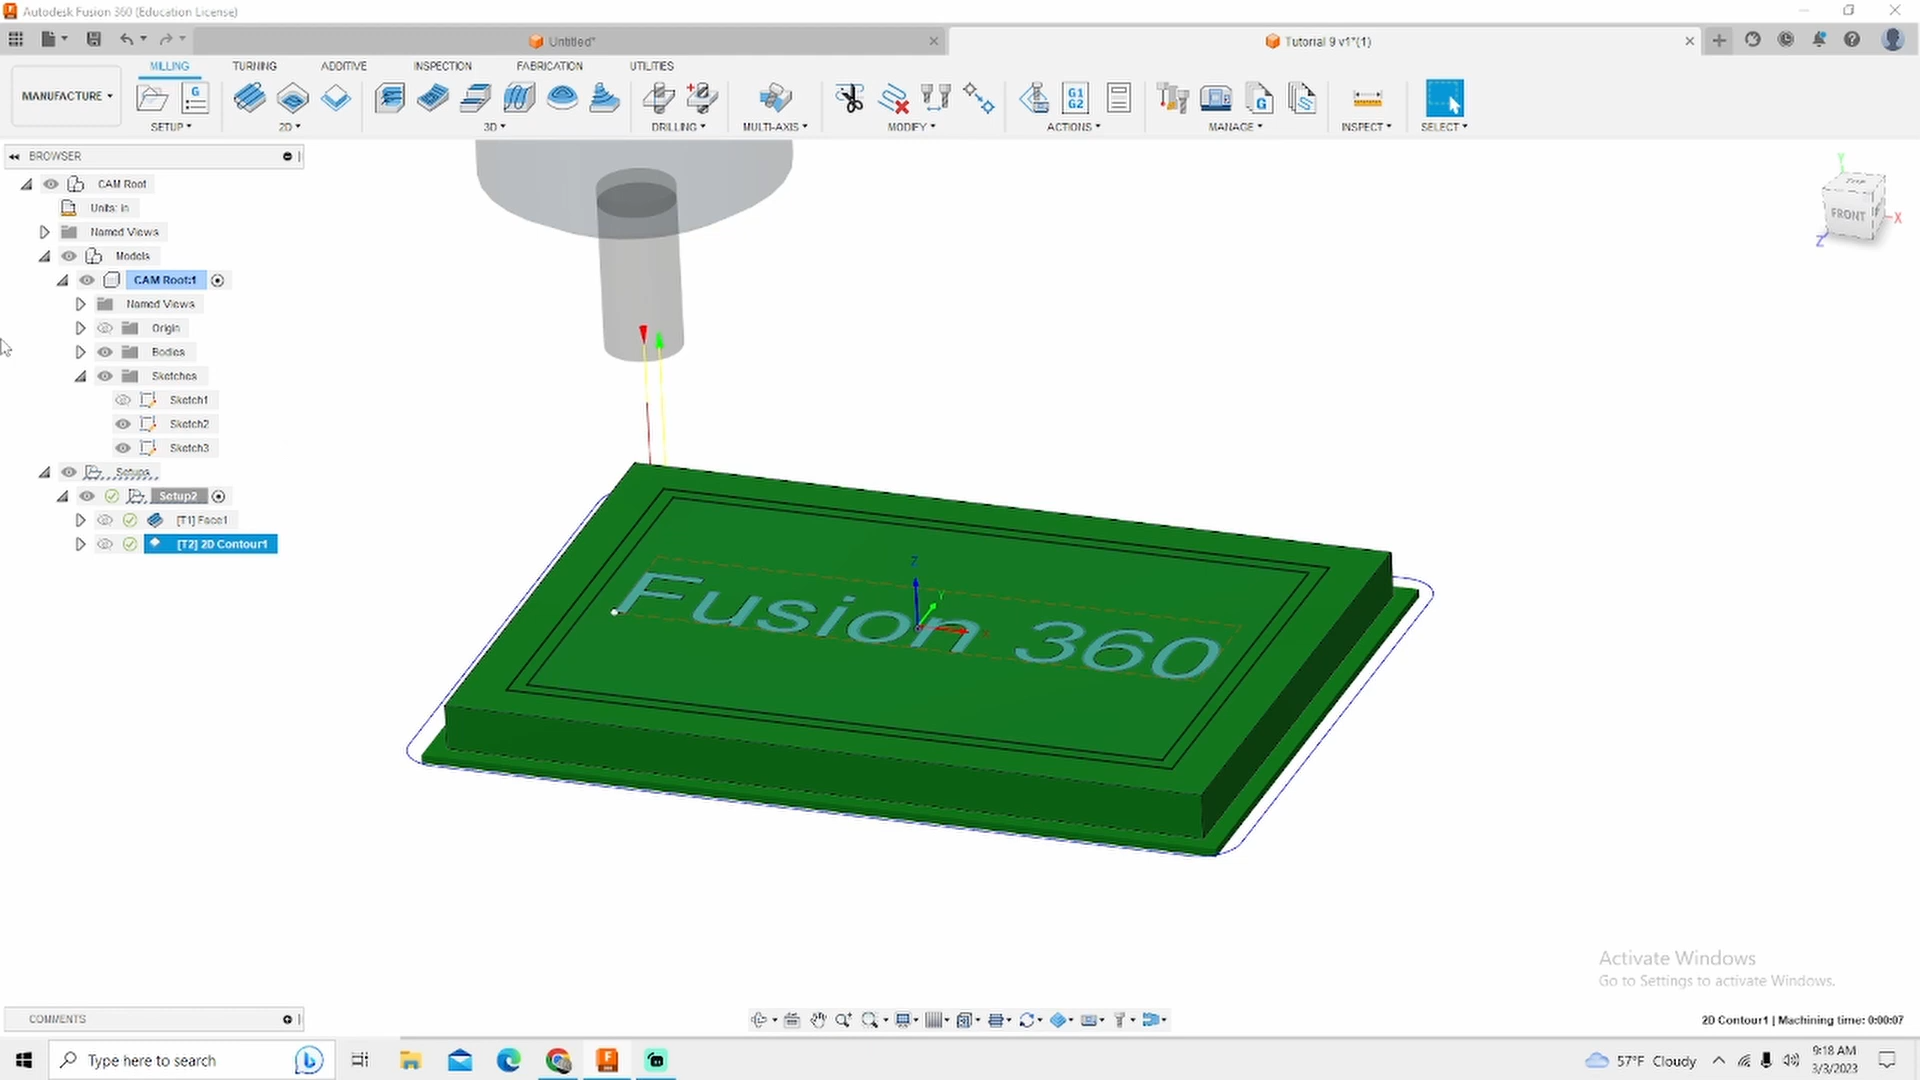 Autodesk Fusion 360 (Education License)
Untitled*
Tutorial 9 v1*(1)
MILLING TURNING ADDITIVE INSPECTION FABRICATION UTILITIES
MANUFACTURE
SETUP 2D 3D DRILLING MULTI-AXIS MODIFY ACTIONS MANAGE INSPECT SELECT
G1
G2
BROWSER
CAM Root
Units: in
Named Views
Models
CAM Root:1
Named Views
Origin
Bodies
Sketches
Sketch1
Sketch2
Sketch3
Setups
Setup2
[T1] Face1
[T2] 2D Contour1
Y
TOP
FRONT
X
Z
Z
Y
Fusion 360
Activate Windows
Go to Settings to activate Windows.
COMMENTS
2D Contour1 | Machining time: 0:00:07
Type here to search
57°F Cloudy
9:18 AM
3/3/2023